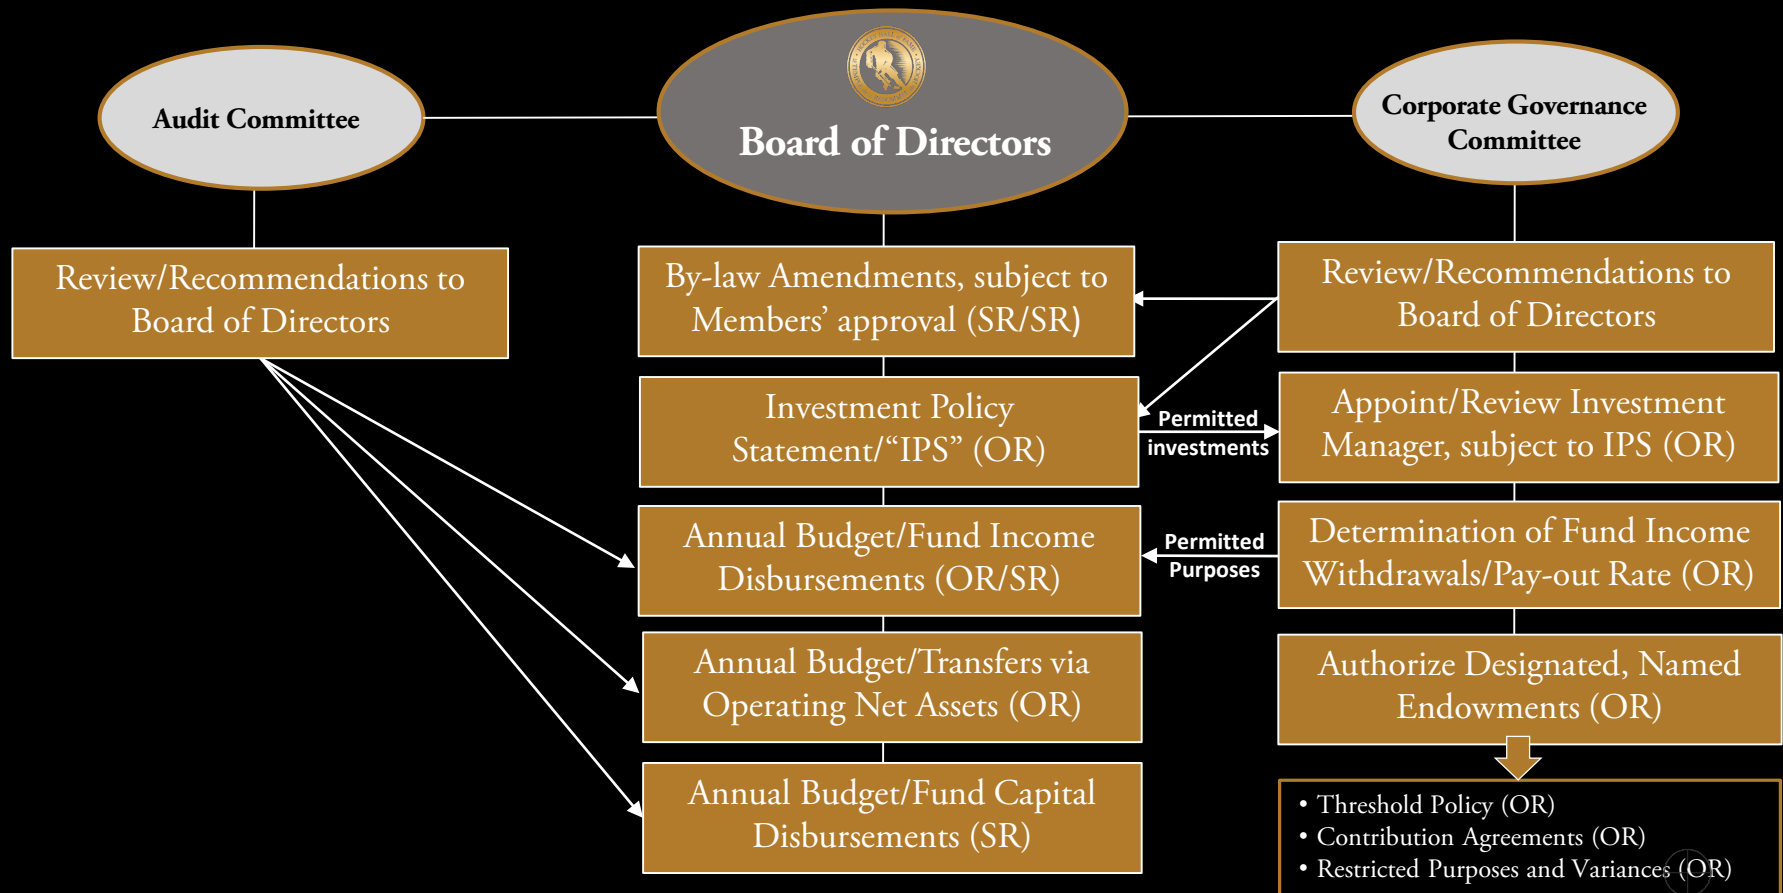 Audit Committee
Board of Directors
Corporate Governance
Committee
Review/Recommendations to
Board of Directors
By-law Amendments, subject to
Members’ approval (SR/SR)
Investment Policy
Statement/“IPS” (OR)
Annual Budget/Fund Income
Disbursements (OR/SR)
Annual Budget/Transfers via
Operating Net Assets (OR)
Annual Budget/Fund Capital
Disbursements (SR)
Permitted
investments
Permitted
Purposes
Review/Recommendations to
Board of Directors
Appoint/Review Investment
Manager, subject to IPS (OR)
Determination of Fund Income
Withdrawals/Pay-out Rate (OR)
Authorize Designated, Named
Endowments (OR)
• Threshold Policy (OR)
• Contribution Agreements (OR)
• Restricted Purposes and Variances (OR)